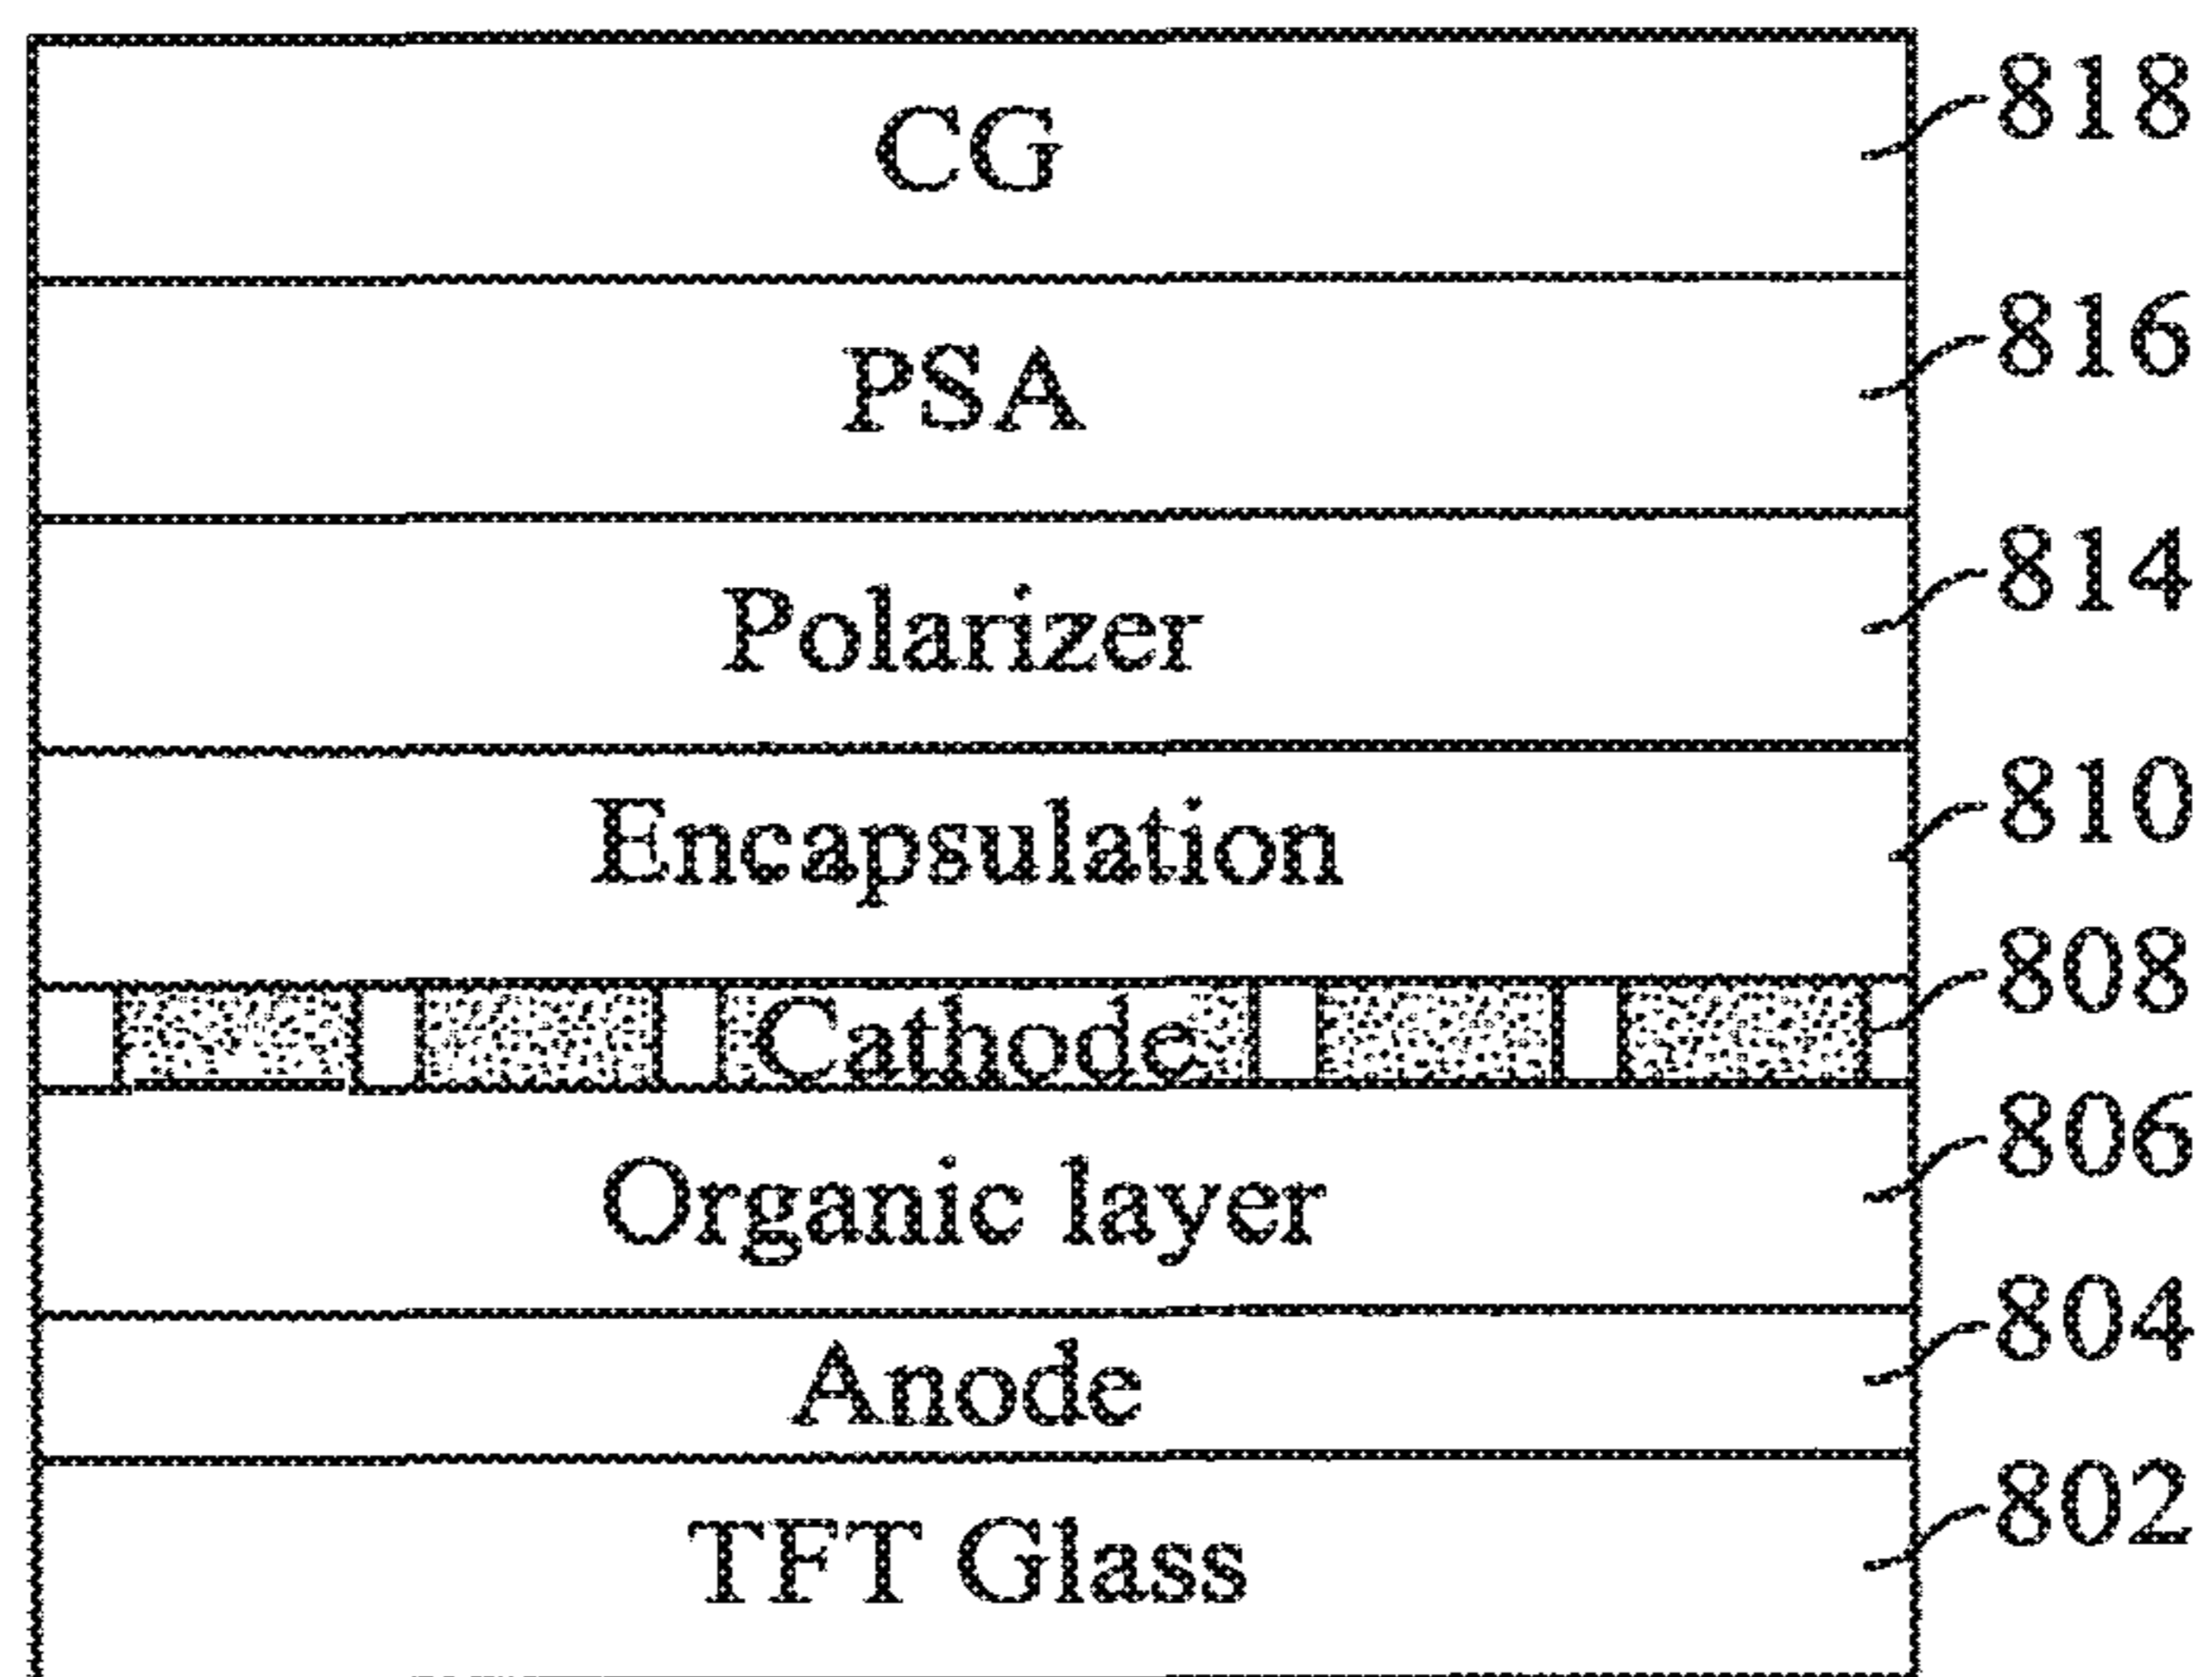 CG 818
PSA 816
Polarizer 814
Encapsulation 810
Cathode 808
Organic layer 806
Anode 804
TFT Glass 802